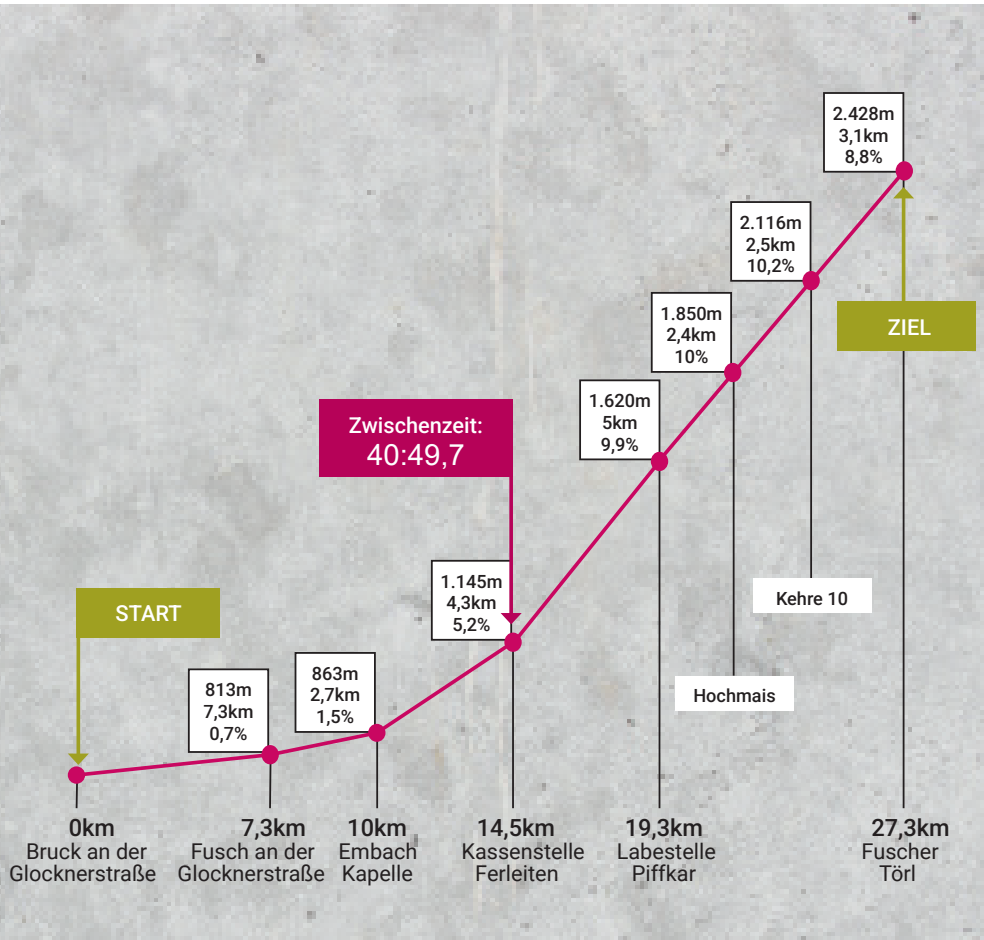 2.428m
3,1km
8,8%
2.116m
2,5km
10,2%
ZIEL
1.850m
2,4km
10%
1.620m
5km
9,9%
Zwischenzeit:
40:49,7
1.145m
4,3km
5,2%
START
Kehre 10
863m
2,7km
1,5%
813m
7,3km
0,7%
Hochmais
0km
Bruck an der
Glocknerstraße
7,3km
Fusch an der
Glocknerstraße
10km
Embach
Kapelle
14,5km
Kassenstelle
Ferleiten
19,3km
Labestelle
Piffkar
27,3km
Fuscher
Törl